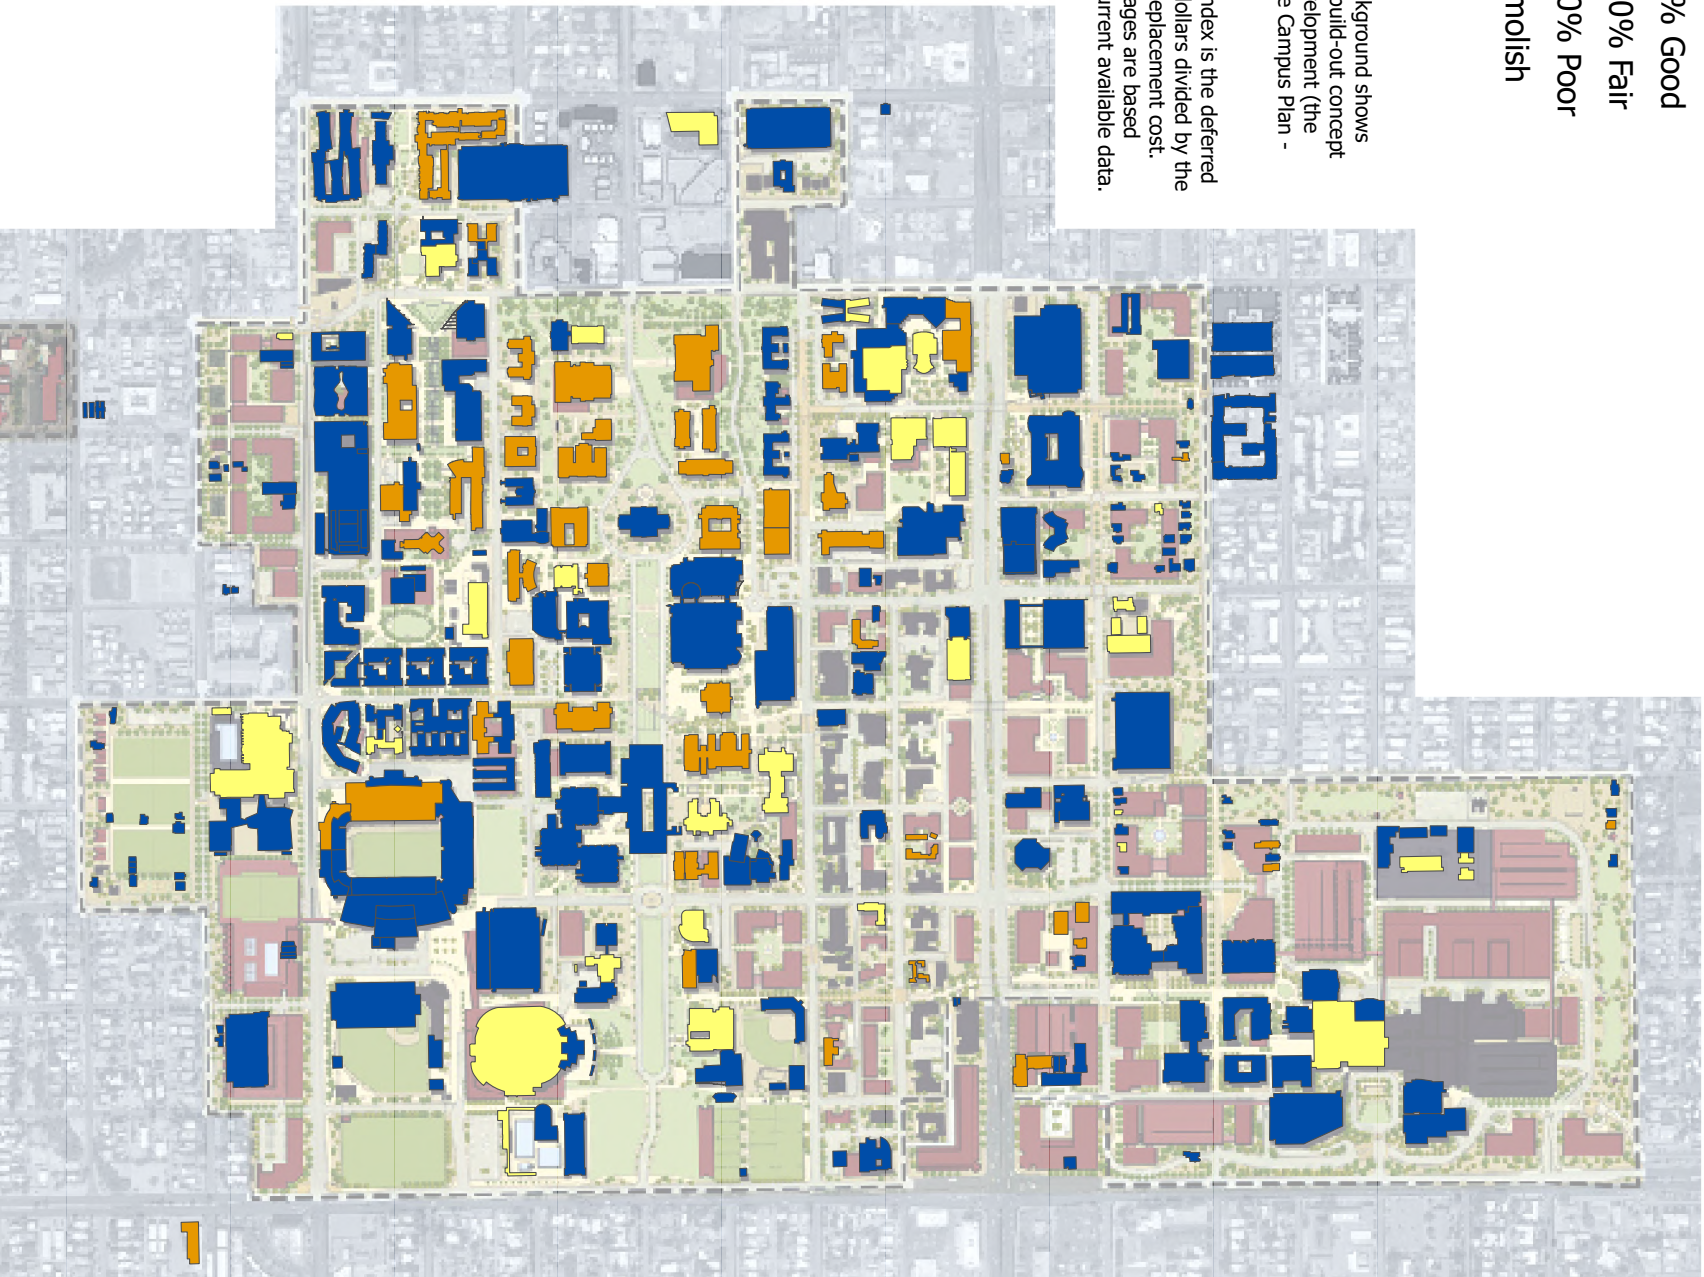 % Good
0% Fair
0% Poor
molish
kground shows
build-out concept
elopment (the
e Campus Plan -
ndex is the deferred
dollars divided by the
eplacement cost.
ages are based
urrent available data.